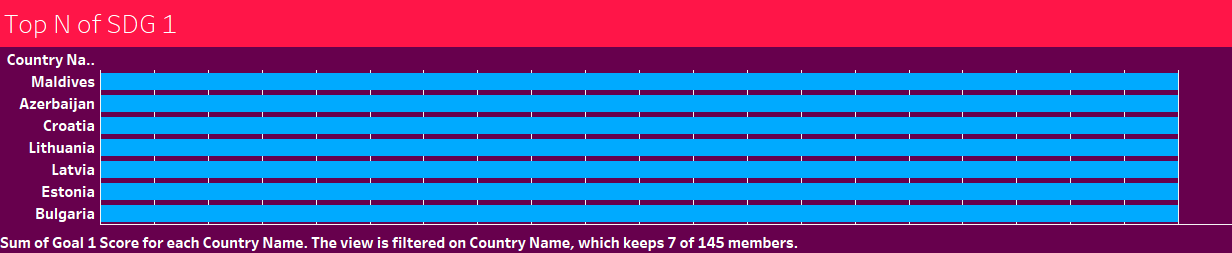 Top N of SDG 1
Country Na..
Maldives
Azerbaijan
Croatia
Lithuania
Latvia
Estonia
Bulgaria
Sum of Goal 1 Score for each Country Name. The view is filtered on Country Name, which keeps 7 of 145 members.